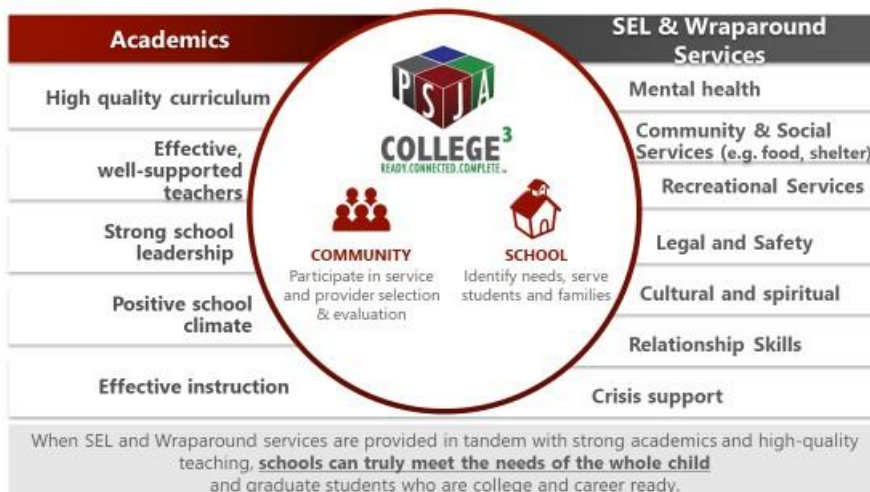 Academics
High quality curriculum
Effective,
well-supported
teachers
Strong school
leadership
Positive school
climate
Effective instruction
PSJA
COLLEGE³
READY.CONNECTED.COMPLETE
COMMUNITY
Participate in service
and provider selection
& evaluation
SCHOOL
Identify needs, serve
students and families
SEL & Wraparound
Services
Mental health
Community & Social
Services (e.g. food, shelter)
Recreational Services
Legal and Safety
Cultural and spiritual
Relationship Skills
Crisis support
When SEL and Wraparound services are provided in tandem with strong academics and high-quality
teaching, schools can truly meet the needs of the whole child
and graduate students who are college and career ready.